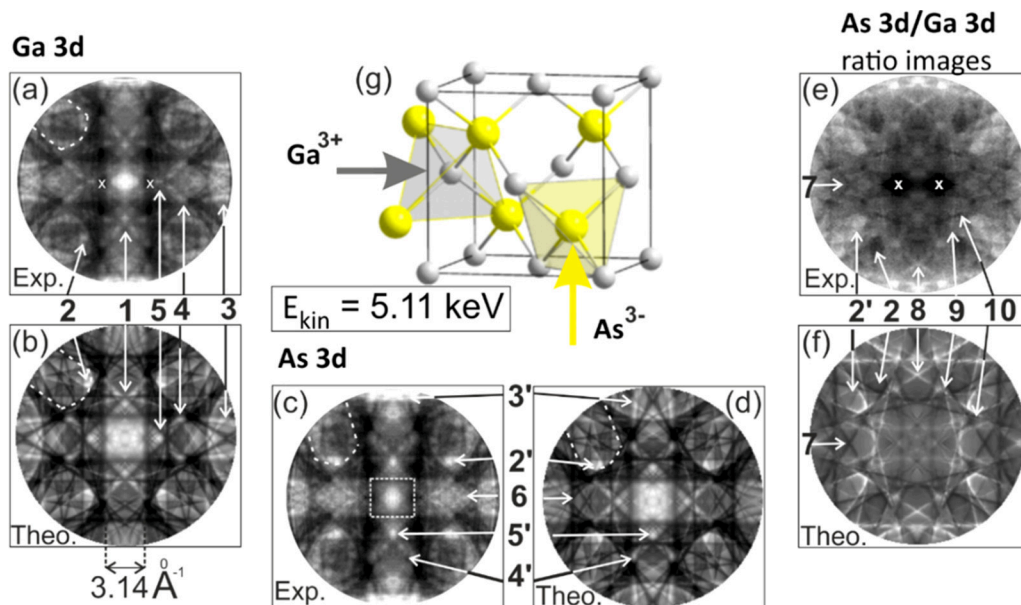 Ga 3d
As 3d/Ga 3d
ratio images
(a)
x x
Exp.
(g)
Ga3+
As3-
Ekin = 5.11 keV
(e)
7
x x
Exp.
2 1 5 4 3
2' 2 8 9 10
(b)
Theo.
3.14 Å-1
As 3d
(c)
Exp.
3'
2'
6
5'
4'
(d)
Theo.
(f)
7
Theo.